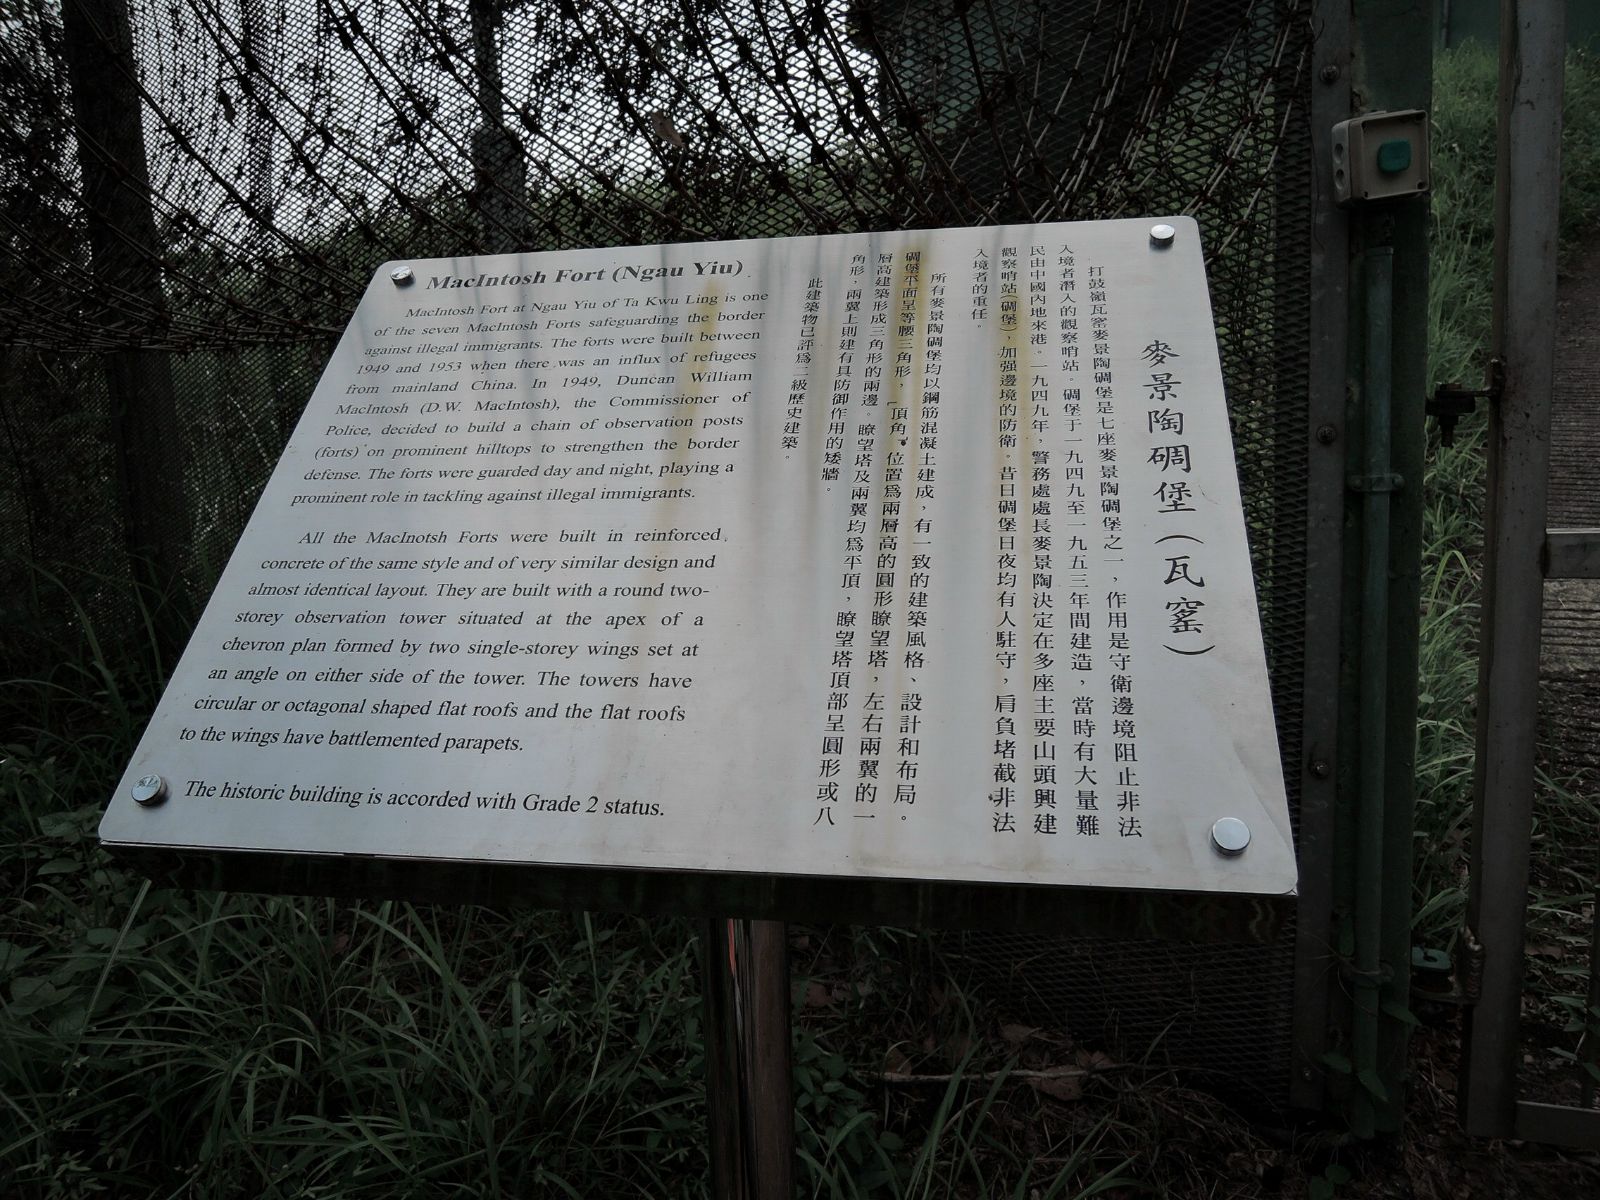 MacIntosh Fort (Ngau Yiu)
MacIntosh Fort at Ngau Yiu of Ta Kwu Ling is one
of the seven MacIntosh Forts safeguarding the border
against illegal immigrants. The forts were built between
1949 and 1953 when there was an influx of refugees
from mainland China. In 1949, Duncan William
MacIntosh (D.W. MacIntosh), the Commissioner of
Police, decided to build a chain of observation posts
(forts) on prominent hilltops to strengthen the border
defense. The forts were guarded day and night, playing a
prominent role in tackling against illegal immigrants.
All the MacInotsh Forts were built in reinforced
concrete of the same style and of very similar design and
almost identical layout. They are built with a round two-
storey observation tower situated at the apex of a
chevron plan formed by two single-storey wings set at
an angle on either side of the tower. The towers have
circular or octagonal shaped flat roofs and the flat roofs
to the wings have battlemented parapets.
The historic building is accorded with Grade 2 status.
麥景陶碉堡（瓦窰）
打鼓嶺瓦窰麥景陶碉堡是七座麥景陶碉堡之一，作用是守衛邊境阻止非法
入境者潛入的觀察哨站。碉堡于一九四九至一九五三年間建造，當時有大量難
民由中國內地來港。一九四九年，警務處處長麥景陶決定在多座主要山頭興建
觀察哨站（碉堡），加强邊境的防衛。昔日碉堡日夜均有人駐守，肩負堵截非法
入境者的重任。
所有麥景陶碉堡均以鋼筋混凝土建成，有一致的建築風格、設計和布局。
碉堡平面呈等腰三角形，「頂角」位置爲兩層高的圓形瞭望塔，左右兩翼的一
層高建築形成三角形的兩邊。瞭望塔及兩翼均爲平頂，瞭望塔頂部呈圓形或八
角形，兩翼上則建有具防御作用的矮牆。
此建築物已評爲二級歷史建築。